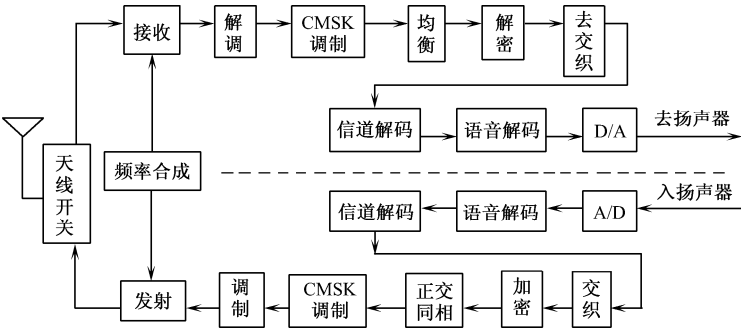 接收
解调
CMSK
调制
均衡
解密
去交织
信道解码
语音解码
D/A
去扬声器
天线开关
频率合成
信道解码
语音解码
A/D
入扬声器
发射
调制
CMSK
调制
正交
同相
加密
交织